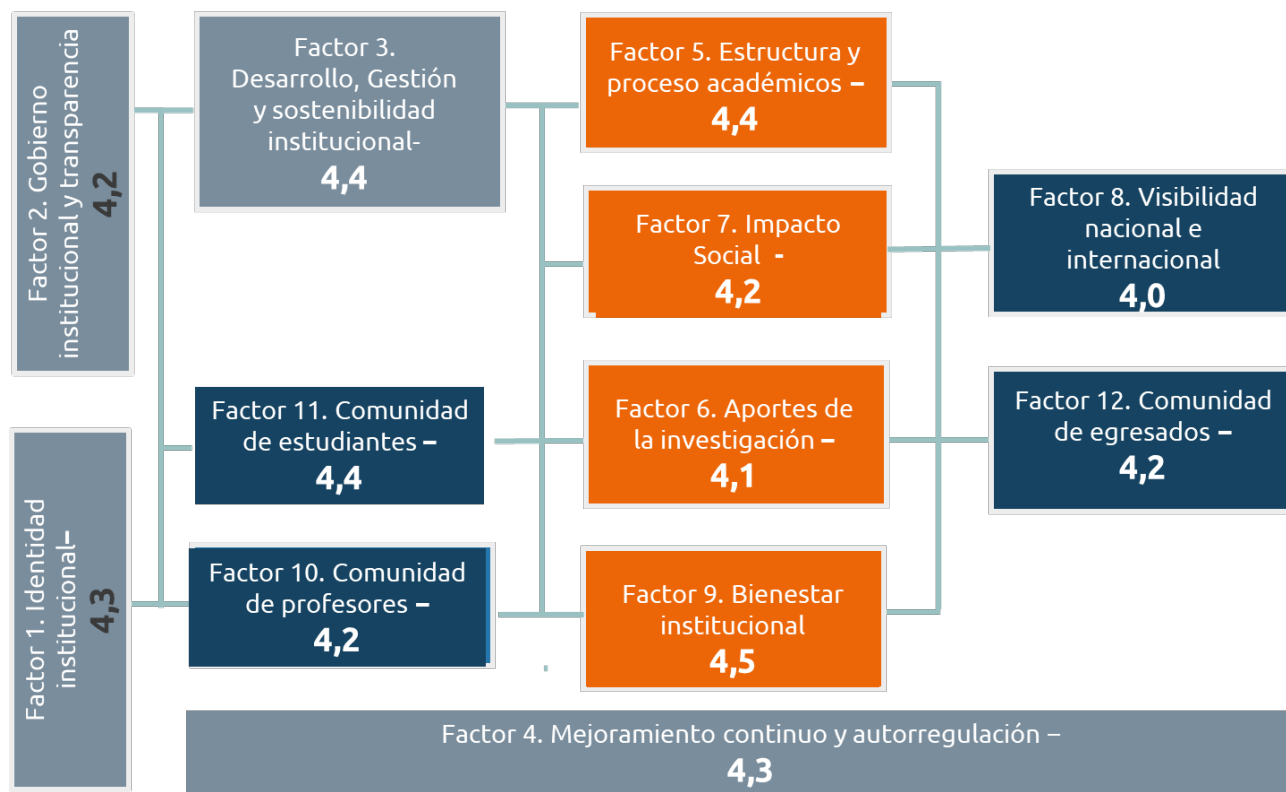 Factor 2. Gobierno
institucional y transparencia
4,2
Factor 1. Identidad
institucional–
4,3
Factor 3.
Desarrollo, Gestión
y sostenibilidad
institucional-
4,4
Factor 11. Comunidad
de estudiantes –
4,4
Factor 10. Comunidad
de profesores –
4,2
Factor 5. Estructura y
proceso académicos –
4,4
Factor 7. Impacto
Social -
4,2
Factor 6. Aportes de
la investigación –
4,1
Factor 9. Bienestar
institucional
4,5
Factor 8. Visibilidad
nacional e
internacional
4,0
Factor 12. Comunidad
de egresados –
4,2
Factor 4. Mejoramiento continuo y autorregulación –
4,3